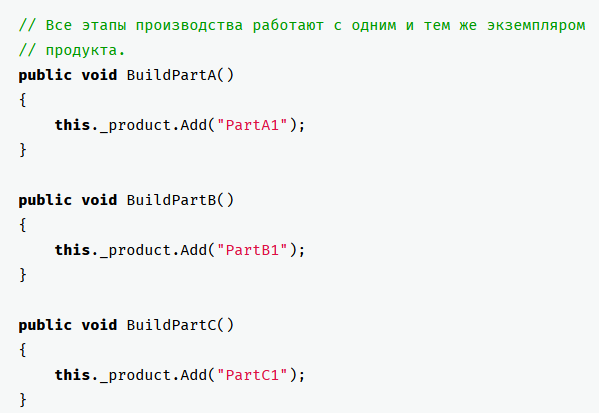 // Все этапы производства работают с одним и тем же экземпляром
// продукта.
public void BuildPartA()
{
    this._product.Add("PartA1");
}

public void BuildPartB()
{
    this._product.Add("PartB1");
}

public void BuildPartC()
{
    this._product.Add("PartC1");
}